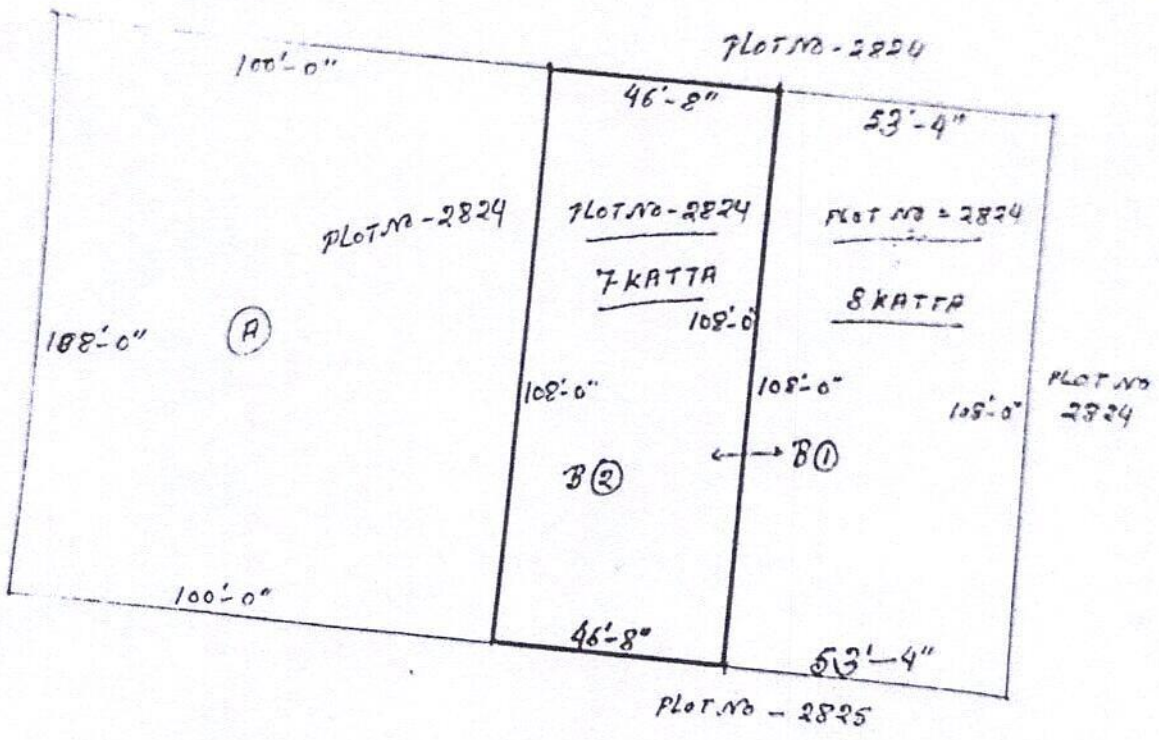 PLOT NO - 2824
100'-0"
46'-8"
53'-4"
PLOT NO - 2824
PLOT NO - 2824
PLOT NO = 2824
7 KATTA
8 KATTA
108'-0"
188'-0"
A
108'-0"
108'-0"
108'-0"
PLOT NO
2824
B 2
B 1
100'-0"
46'-8"
53'-4"
PLOT NO - 2825